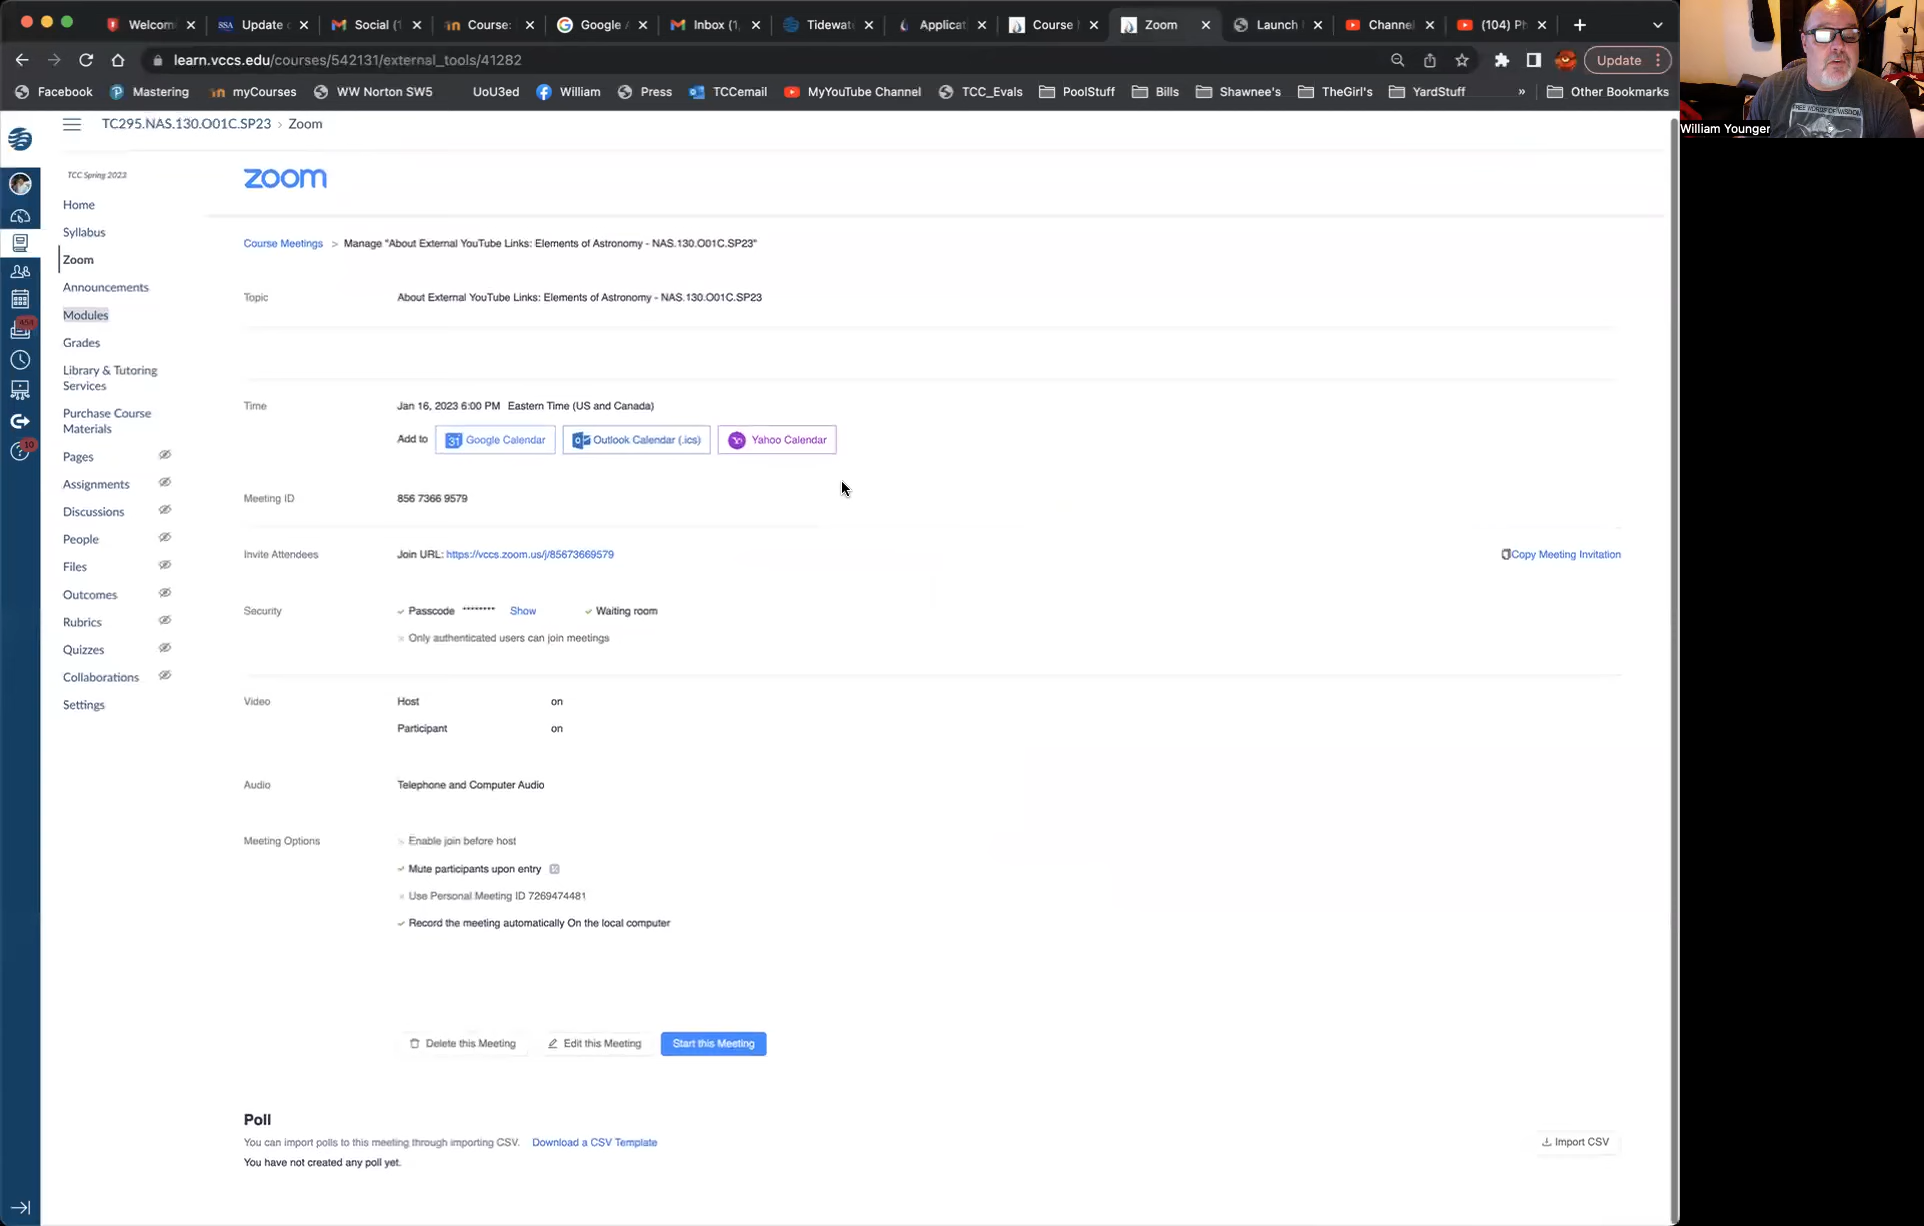 Welcom
SSA Update
Social (1
Course:
Google
Inbox (1,
Tidewat
Applicat
Course
Zoom
Launch
Channel
(104) Ph
learn.vccs.edu/courses/542131/external_tools/41282
Update
Facebook
Mastering
myCourses
WW Norton SW5
UoU3ed
William
Press
TCCemail
MyYouTube Channel
TCC_Evals
PoolStuff
Bills
Shawnee's
TheGirl's
YardStuff
»
Other Bookmarks
William Younger
TC295.NAS.130.O01C.SP23 › Zoom
TCC Spring 2023
Home
Syllabus
Zoom
Announcements
Modules
Grades
Library & Tutoring
Services
Purchase Course
Materials
Pages
Assignments
Discussions
People
Files
Outcomes
Rubrics
Quizzes
Collaborations
Settings
10
zoom
Course Meetings > Manage "About External YouTube Links: Elements of Astronomy - NAS.130.O01C.SP23"
Topic About External YouTube Links: Elements of Astronomy - NAS.130.O01C.SP23
Time Jan 16, 2023 6:00 PM Eastern Time (US and Canada)
Add to 31 Google Calendar Outlook Calendar (.ics) Yahoo Calendar
Meeting ID 856 7366 9579
Invite Attendees Join URL: https://vccs.zoom.us/j/85673669579 Copy Meeting Invitation
Security Passcode ******** Show Waiting room
Only authenticated users can join meetings
Video Host on
Participant on
Audio Telephone and Computer Audio
Meeting Options Enable join before host
Mute participants upon entry
Use Personal Meeting ID 7269474481
Record the meeting automatically On the local computer
Delete this Meeting Edit this Meeting Start this Meeting
Poll
You can import polls to this meeting through importing CSV. Download a CSV Template Import CSV
You have not created any poll yet.